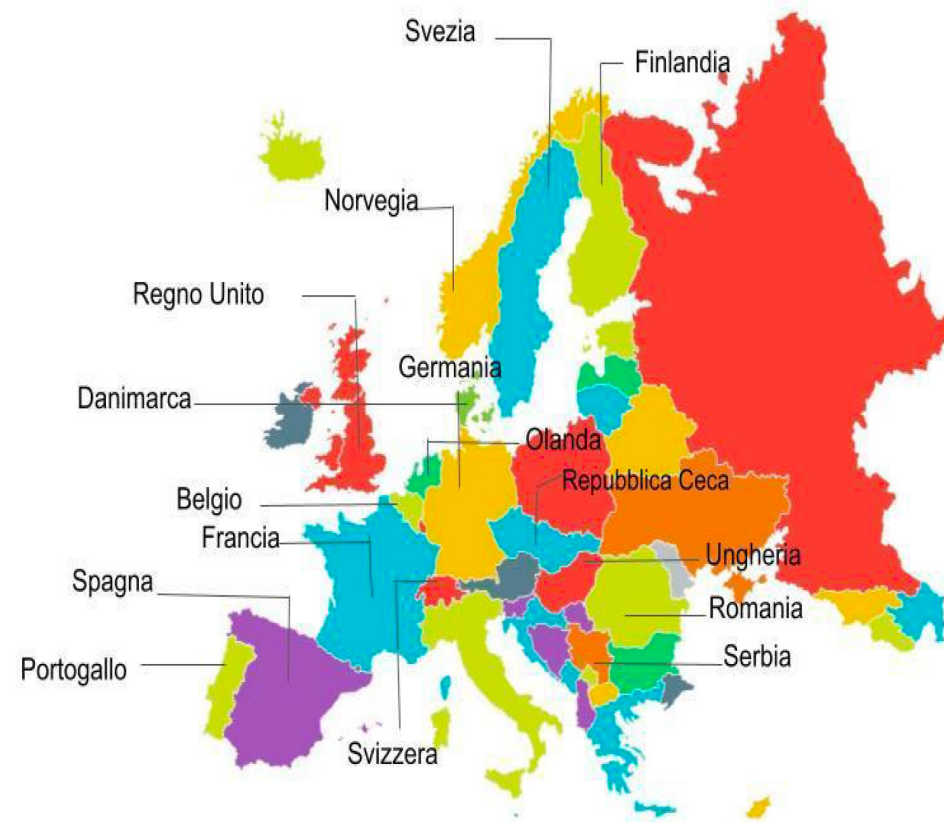 Svezia
Finlandia
Norvegia
Regno Unito
Germania
Danimarca
Olanda
Repubblica Ceca
Belgio
Francia
Ungheria
Spagna
Romania
Serbia
Portogallo
Svizzera